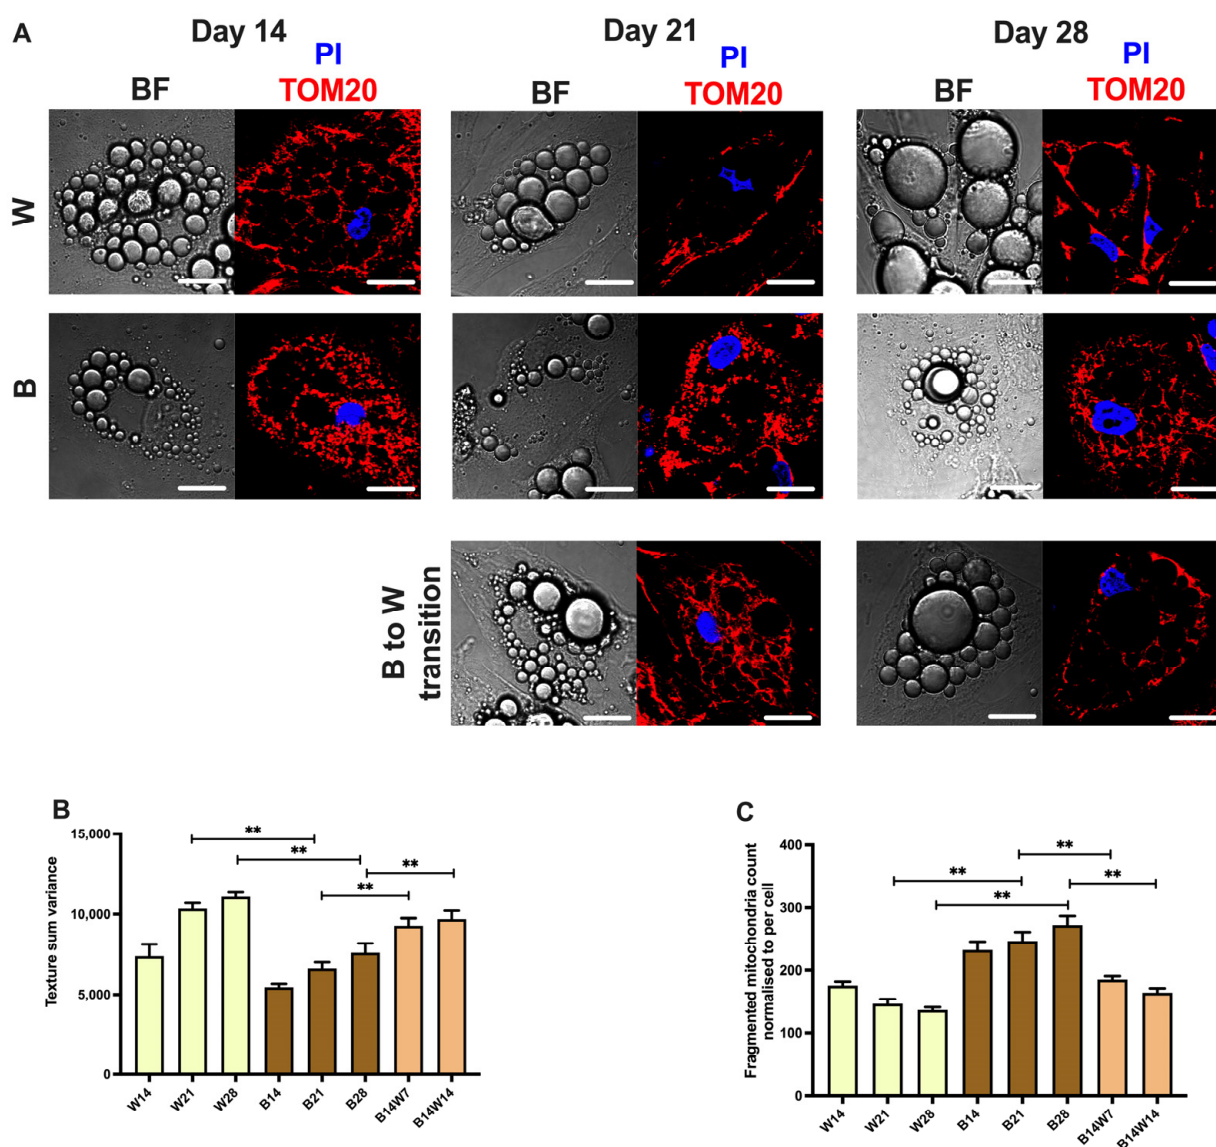 A
Day 14
Day 21
Day 28
PI
PI
PI
BF
TOM20
BF
TOM20
BF
TOM20
W
B
B to W
transition
B
C
Texture sum variance
15,000
10,000
5,000
0
**
**
**
**
W14
W21
W28
B14
B21
B28
B14W7
B14W14
Fragmented mitochondria count
normalised to per cell
400
300
200
100
0
**
**
**
**
W14
W21
W28
B14
B21
B28
B14W7
B14W14